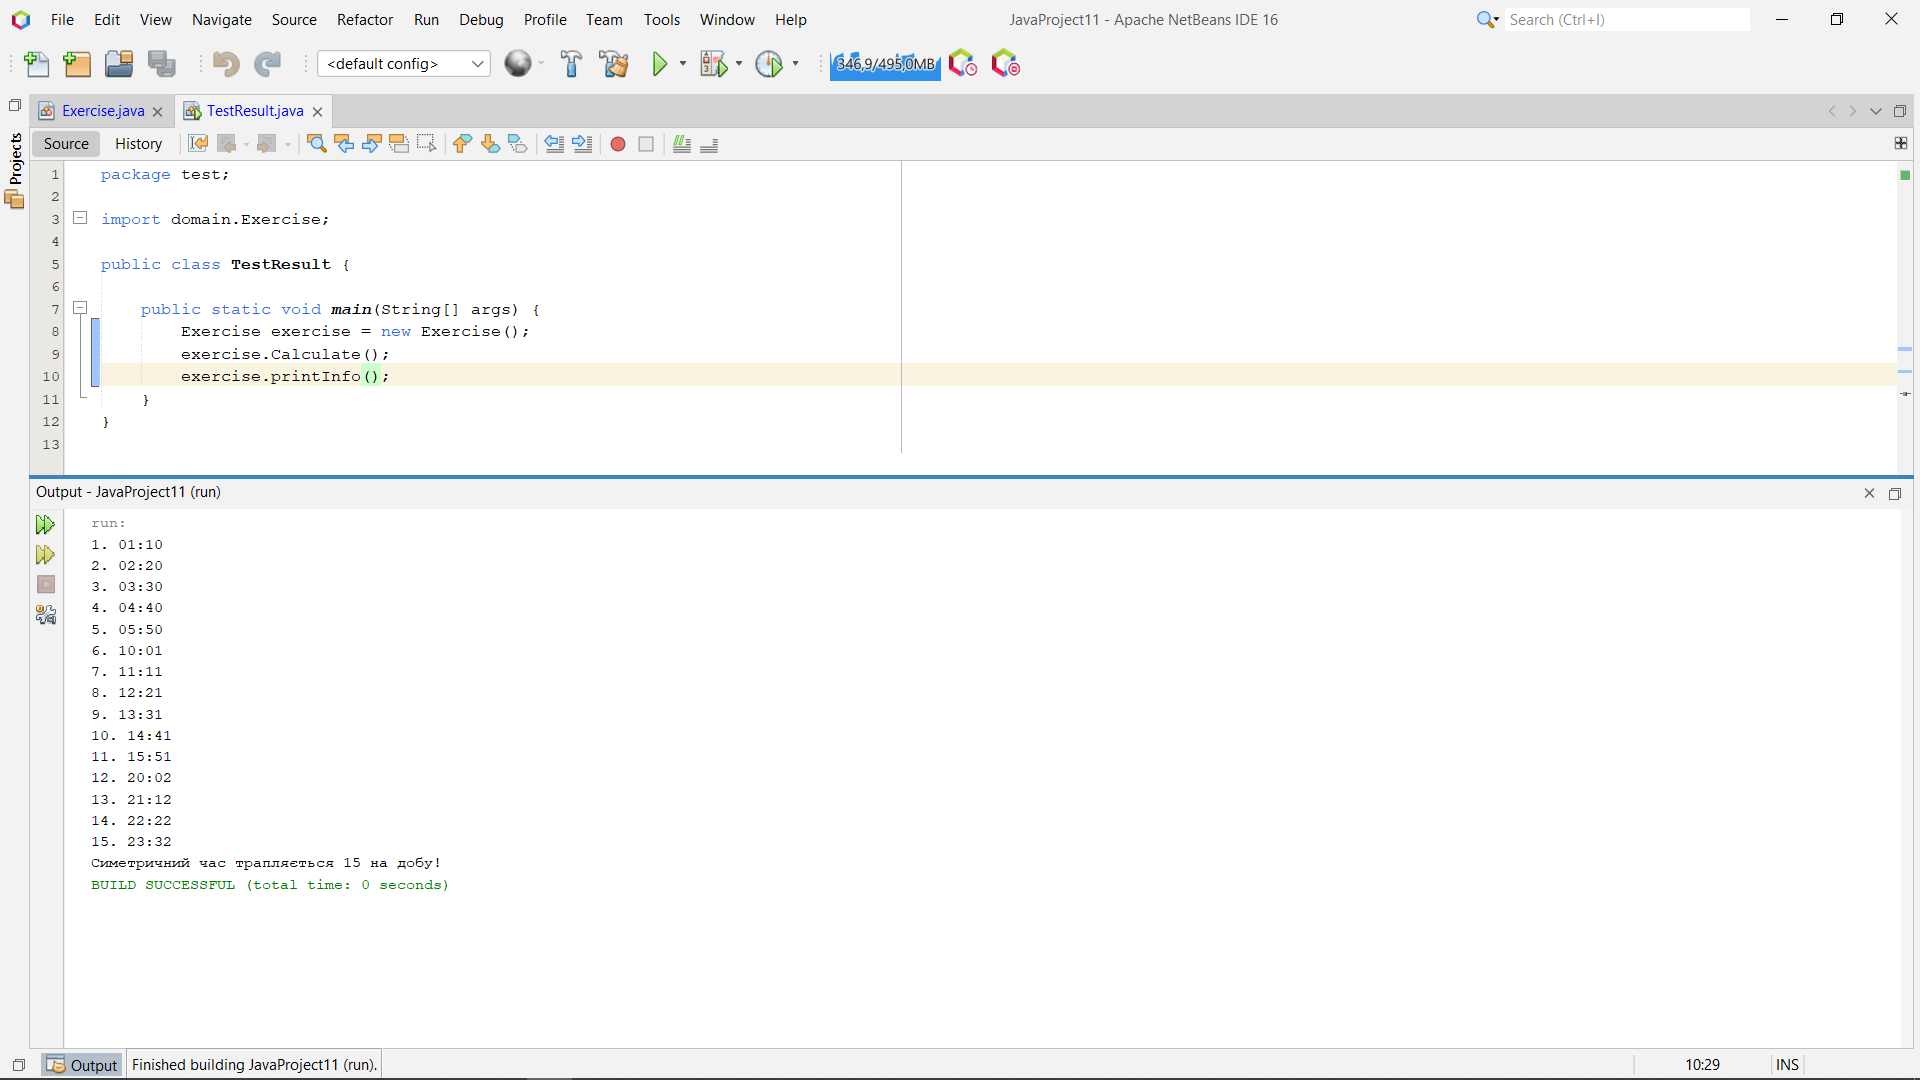 File Edit View Navigate Source Refactor Run Debug Profile Team Tools Window Help
JavaProject11 - Apache NetBeans IDE 16
Search (Ctrl+I)
<default config>
346,9/495,0MB
Projects
Exercise.java
TestResult.java
Source History
1 package test;
2
3 import domain.Exercise;
4
5 public class TestResult {
6
7 public static void main(String[] args) {
8 Exercise exercise = new Exercise();
9 exercise.Calculate();
10 exercise.printInfo();
11 }
12 }
13
Output - JavaProject11 (run)
run:
1. 01:10
2. 02:20
3. 03:30
4. 04:40
5. 05:50
6. 10:01
7. 11:11
8. 12:21
9. 13:31
10. 14:41
11. 15:51
12. 20:02
13. 21:12
14. 22:22
15. 23:32
Симетричний час трапляється 15 на добу!
BUILD SUCCESSFUL (total time: 0 seconds)
Output
Finished building JavaProject11 (run).
10:29
INS